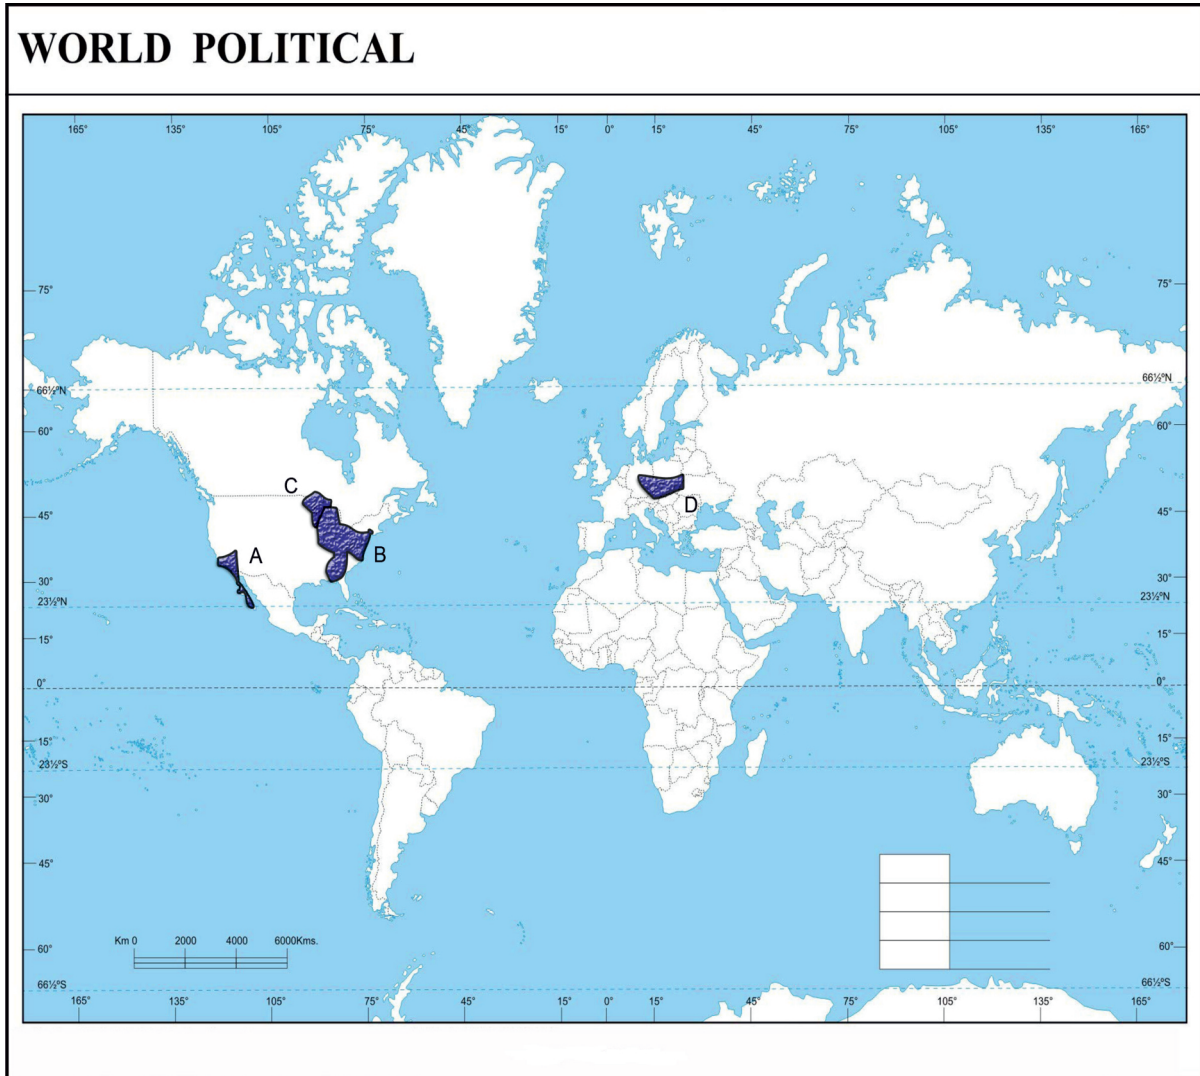 WORLD POLITICAL
165° 135° 105° 75° 45° 15° 0° 15° 45° 75° 105° 135° 165°
75° 75°
66½°N 66½°N
60° 60°
C
D
45° 45°
A B
30° 30°
23½°N 23½°N
15° 15°
0° 0°
15° 15°
23½°S 23½°S
30° 30°
45° 45°
Km 0 2000 4000 6000Kms.
60° 60°
66½°S 66½°S
165° 135° 105° 75° 45° 15° 0° 15° 45° 75° 105° 135° 165°